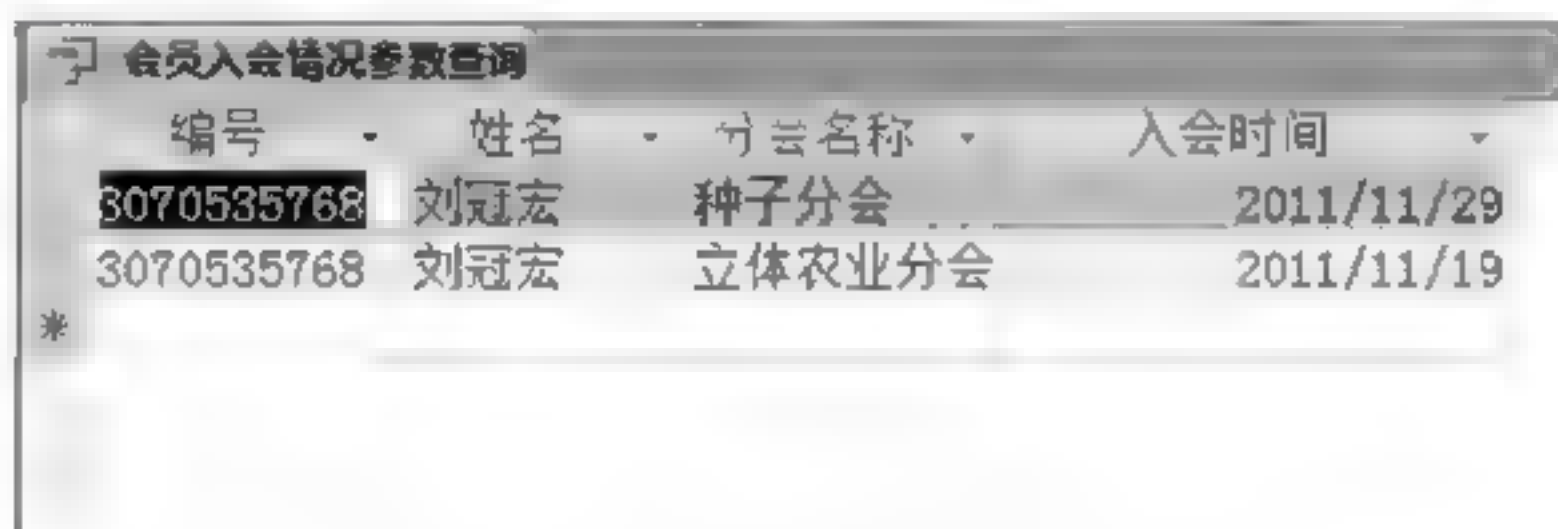 会员入会情况参数查询
编号 姓名 分会名称 入会时间
3070535768 刘冠宏 种子分会 2011/11/29
3070535768 刘冠宏 立体农业分会 2011/11/19
*